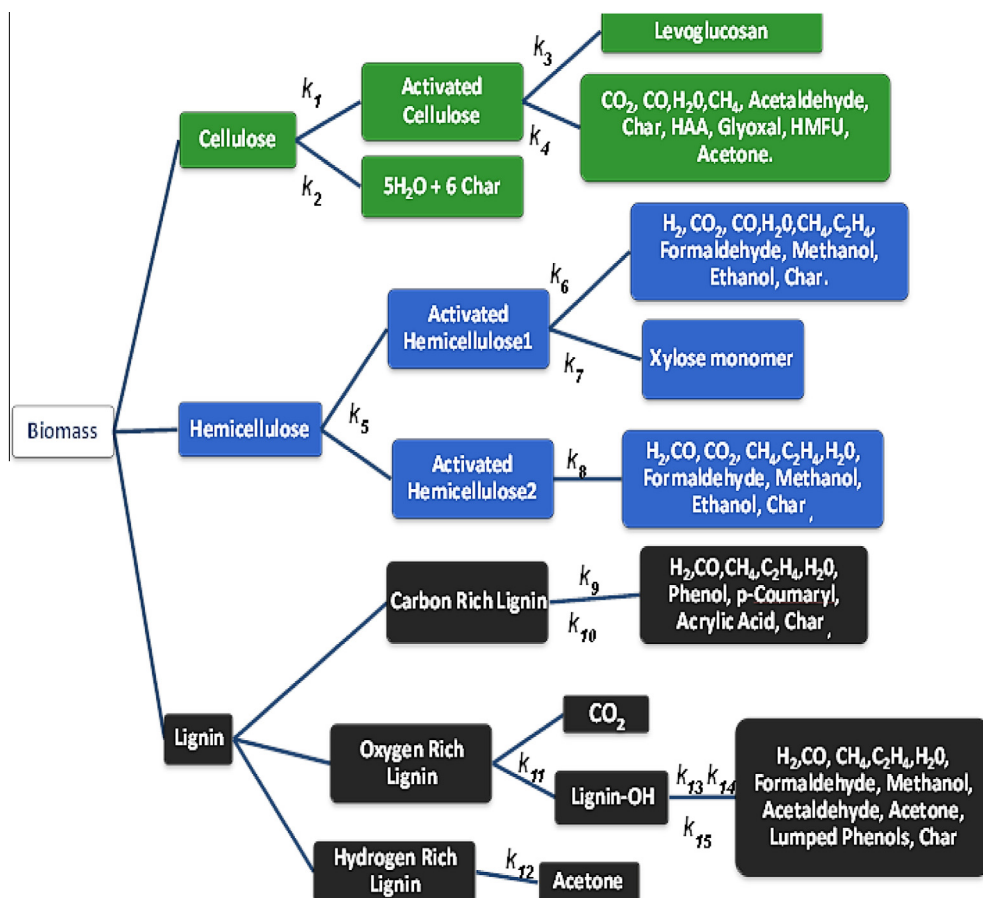 Levoglucosan
k3
k1
Activated
Cellulose
CO2, CO,H20,CH4, Acetaldehyde,
Char, HAA, Glyoxal, HMFU,
Acetone.
k4
Cellulose
k2
5H2O + 6 Char
H2, CO2, CO,H20,CH4,C2H4,
Formaldehyde, Methanol,
Ethanol, Char.
k6
Activated
Hemicellulose1
k7
Xylose monomer
Biomass
Hemicellulose
k5
Activated
Hemicellulose2
k8
H2,CO, CO2, CH4,C2H4,H20,
Formaldehyde, Methanol,
Ethanol, Char,
Carbon Rich Lignin
k9
k10
H2,CO,CH4,C2H4,H20,
Phenol, p-Coumaryl,
Acrylic Acid, Char,
Lignin
Oxygen Rich
Lignin
CO2
k11
Lignin-OH
k13 k14
k15
H2,CO, CH4,C2H4,H20,
Formaldehyde, Methanol,
Acetaldehyde, Acetone,
Lumped Phenols, Char
Hydrogen Rich
Lignin
k12
Acetone